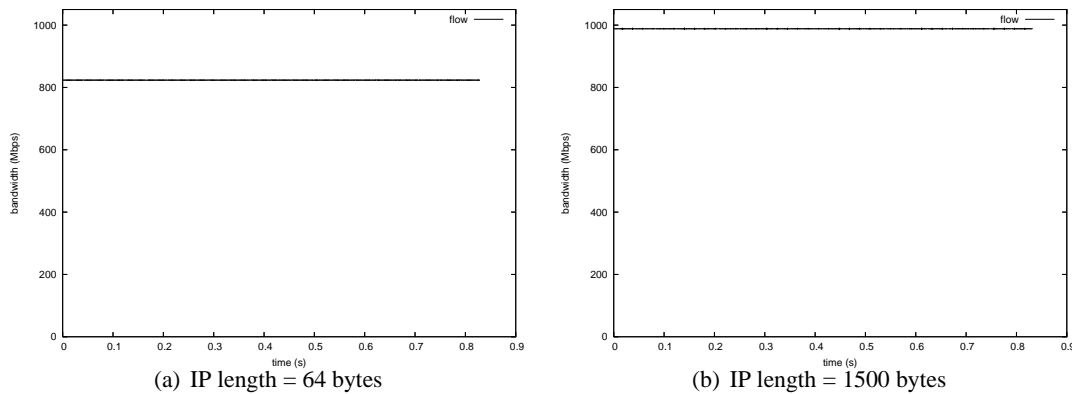 1000
800
600
400
200
0
bandwidth (Mbps)
flow
0 0.1 0.2 0.3 0.4 0.5 0.6 0.7 0.8 0.9
time (s)
(a) IP length = 64 bytes
1000
800
600
400
200
0
bandwidth (Mbps)
flow
0 0.1 0.2 0.3 0.4 0.5 0.6 0.7 0.8 0.9
time (s)
(b) IP length = 1500 bytes